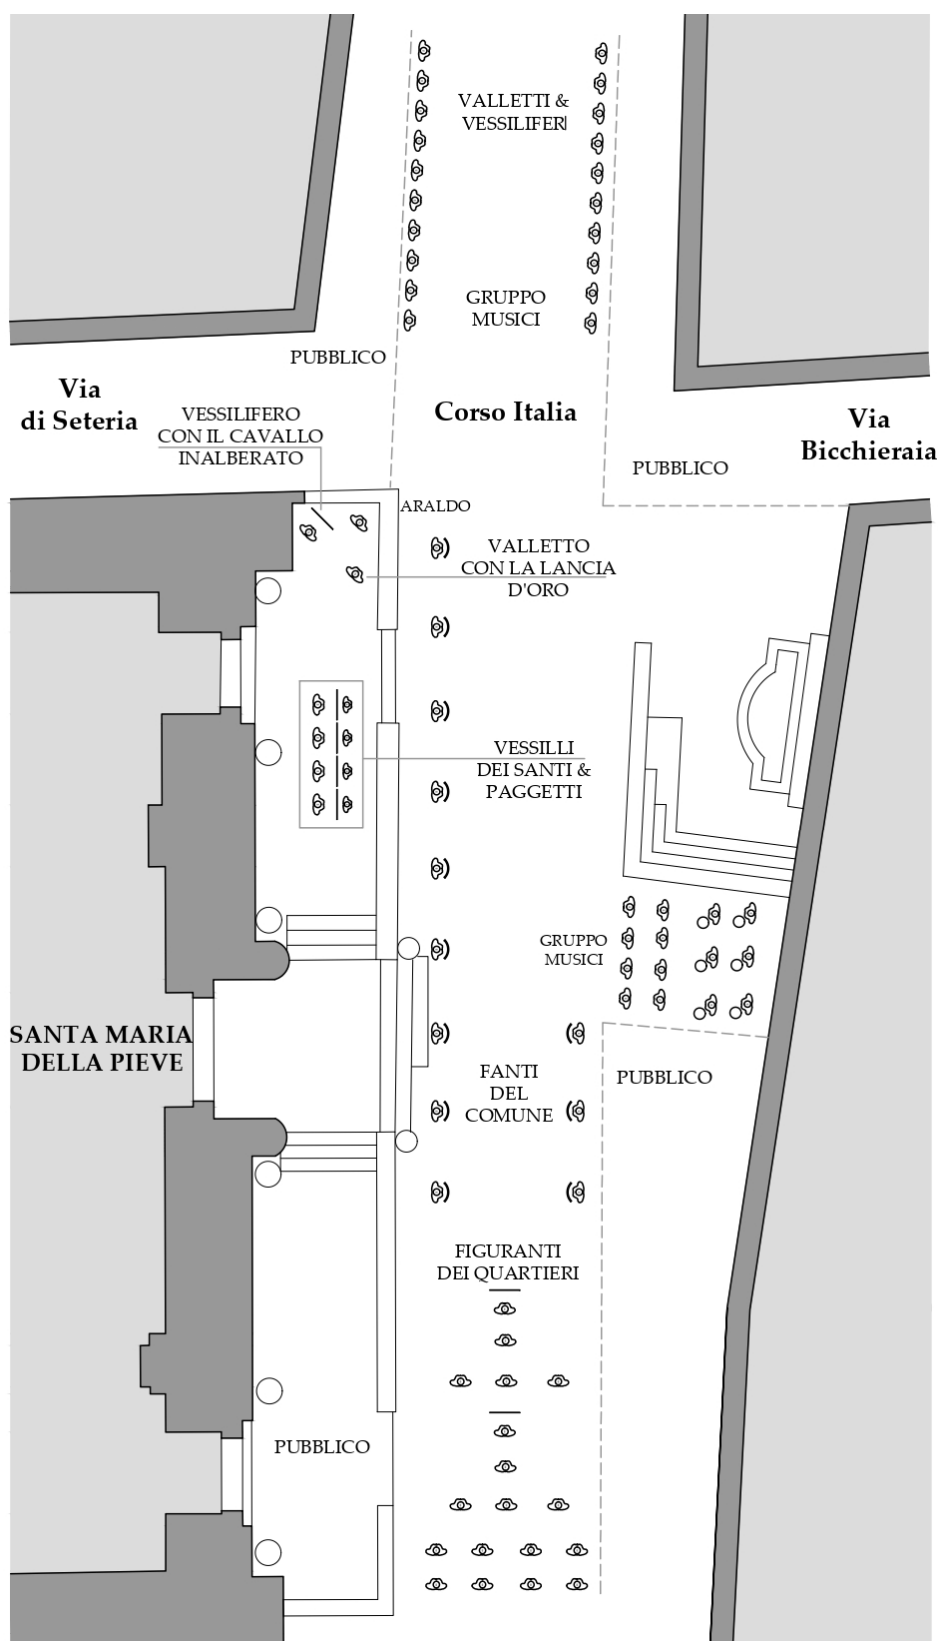 VALLETTI &
VESSILIFERI
GRUPPO
MUSICI
PUBBLICO
Via
di Seteria
VESSILIFERO
CON IL CAVALLO
INALBERATO
Corso Italia
Via
Bicchieraia
PUBBLICO
ARALDO
VALLETTO
CON LA LANCIA
D'ORO
VESSILLI
DEI SANTI &
PAGGETTI
GRUPPO
MUSICI
SANTA MARIA
DELLA PIEVE
FANTI
DEL
COMUNE
PUBBLICO
FIGURANTI
DEI QUARTIERI
PUBBLICO